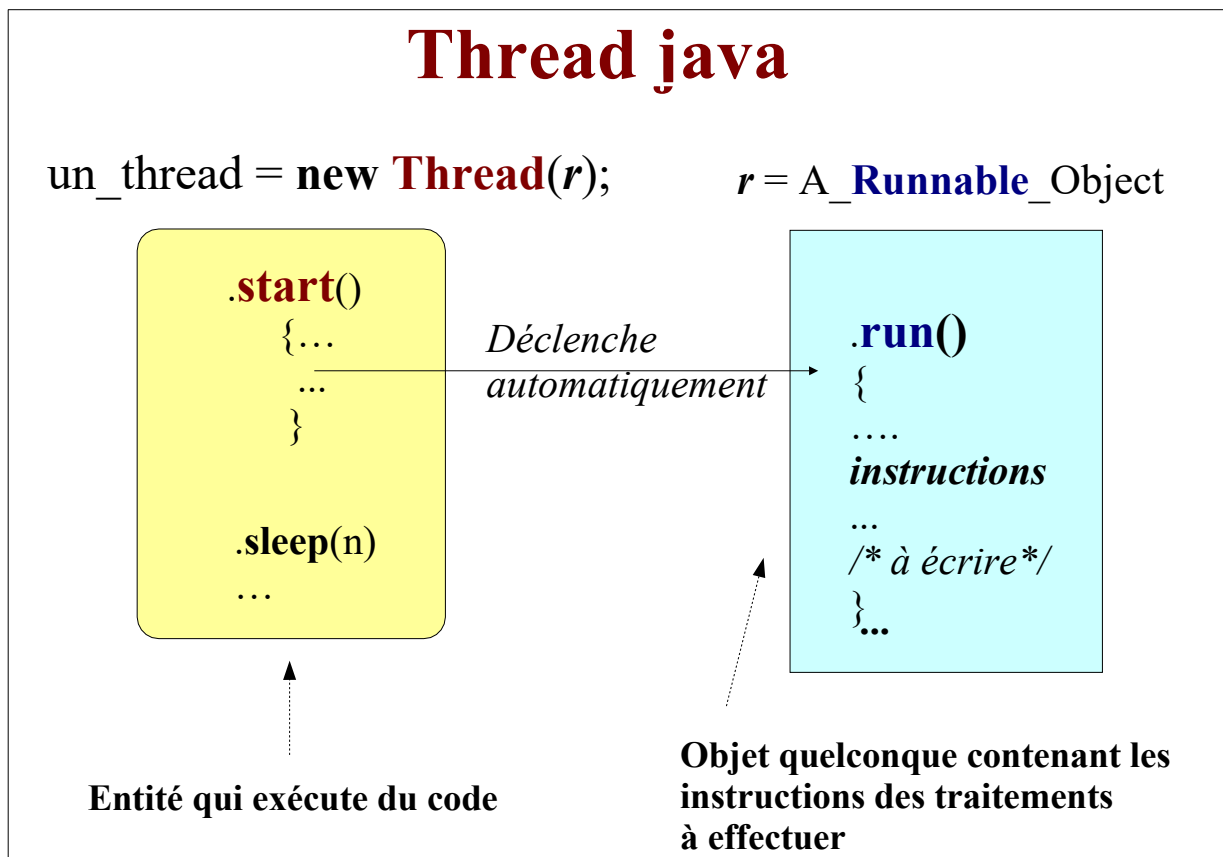 Thread java
un_thread = new Thread(r);
r = A_Runnable_Object
.start()
{…
...
}
.sleep(n)
…
Déclenche
automatiquement
.run()
{
….
instructions
...
/* à écrire*/
}...
Entité qui exécute du code
Objet quelconque contenant les
instructions des traitements
à effectuer